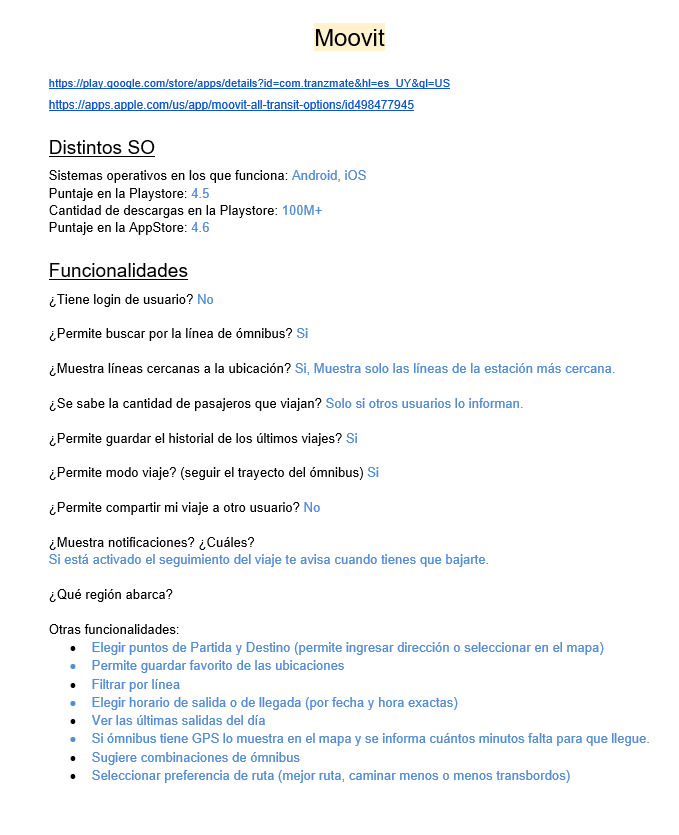 Moovit
https://play.google.com/store/apps/details?id=com.tranzmate&hl=es_UY&gl=US
https://apps.apple.com/us/app/moovit-all-transit-options/id498477945
Distintos SO
Sistemas operativos en los que funciona: Android, iOS
Puntaje en la Playstore: 4.5
Cantidad de descargas en la Playstore: 100M+
Puntaje en la AppStore: 4.6
Funcionalidades
¿Tiene login de usuario? No
¿Permite buscar por la línea de ómnibus? Si
¿Muestra líneas cercanas a la ubicación? Si, Muestra solo las líneas de la estación más cercana.
¿Se sabe la cantidad de pasajeros que viajan? Solo si otros usuarios lo informan.
¿Permite guardar el historial de los últimos viajes? Si
¿Permite modo viaje? (seguir el trayecto del ómnibus) Si
¿Permite compartir mi viaje a otro usuario? No
¿Muestra notificaciones? ¿Cuáles?
Si está activado el seguimiento del viaje te avisa cuando tienes que bajarte.
¿Qué región abarca?
Otras funcionalidades:
• Elegir puntos de Partida y Destino (permite ingresar dirección o seleccionar en el mapa)
• Permite guardar favorito de las ubicaciones
• Filtrar por línea
• Elegir horario de salida o de llegada (por fecha y hora exactas)
• Ver las últimas salidas del día
• Si ómnibus tiene GPS lo muestra en el mapa y se informa cuántos minutos falta para que llegue.
• Sugiere combinaciones de ómnibus
• Seleccionar preferencia de ruta (mejor ruta, caminar menos o menos transbordos)